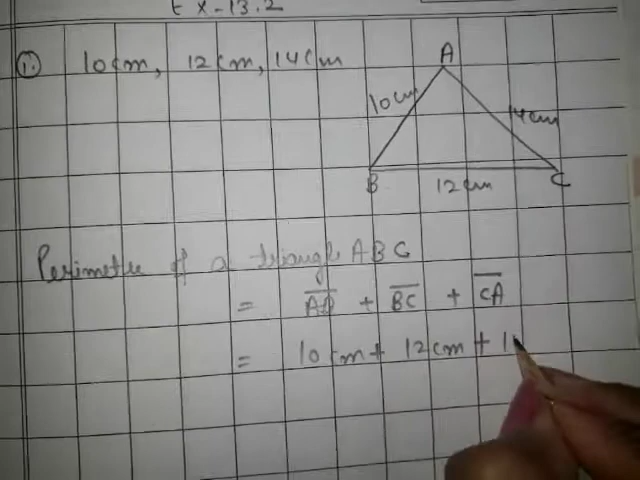 Ex-13.2
1. 10cm, 12cm, 14cm
A
10cm
14cm
B
12cm
C
Perimetre of a triangle ABC
= AB + BC + CA
= 10cm + 12cm + 1